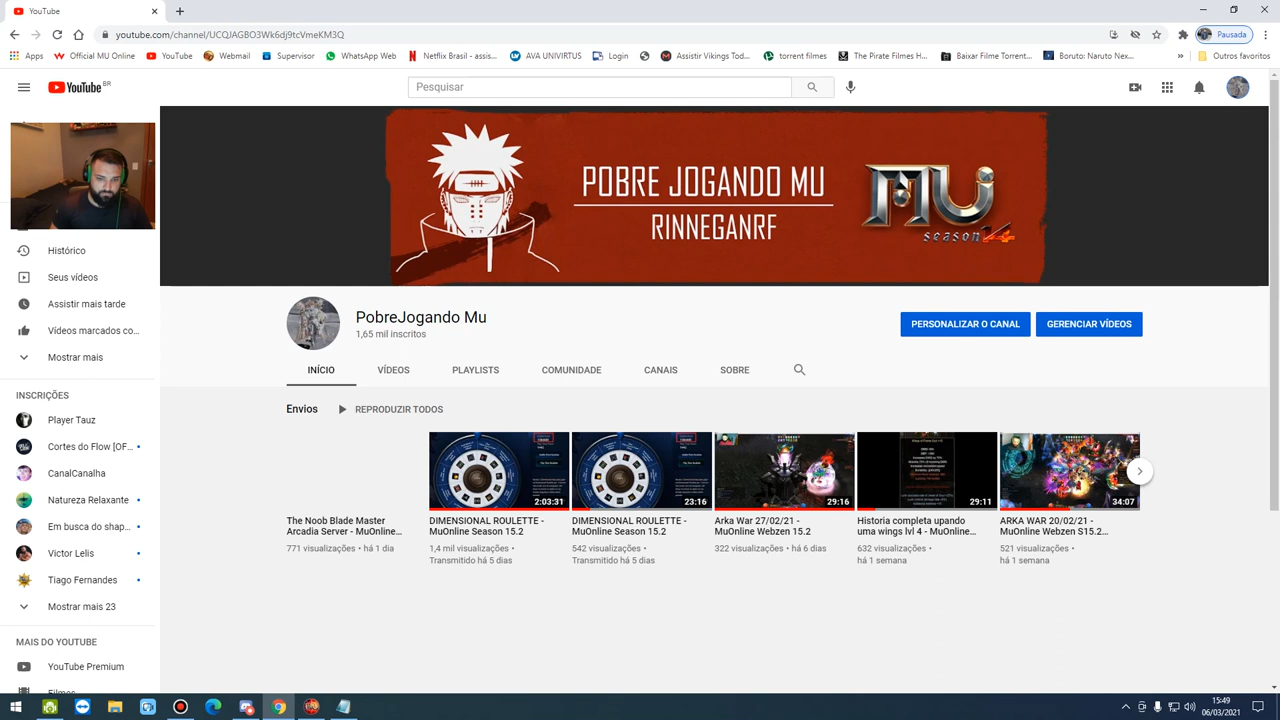 YouTube
youtube.com/channel/UCQJAGBO3Wk6dj9tcVmeKM3Q
Pausada
Apps
Official MU Online
YouTube
Webmail
Supervisor
WhatsApp Web
Netflix Brasil - assis...
AVA UNIVIRTUS
Login
Assistir Vikings Tod...
torrent filmes
The Pirate Filmes H...
Baixar Filme Torrent...
Boruto: Naruto Nex...
»
Outros favoritos
YouTube BR
Pesquisar
POBRE JOGANDO MU
RINNEGANRF
MU
season 14
Histórico
Seus vídeos
Assistir mais tarde
Vídeos marcados co...
Mostrar mais
INSCRIÇÕES
Player Tauz
Cortes do Flow [OF...
CanalCanalha
Natureza Relaxante
Em busca do shap...
Victor Lelis
Tiago Fernandes
Mostrar mais 23
MAIS DO YOUTUBE
YouTube Premium
Filmes
PobreJogando Mu
1,65 mil inscritos
PERSONALIZAR O CANAL
GERENCIAR VÍDEOS
INÍCIO
VÍDEOS
PLAYLISTS
COMUNIDADE
CANAIS
SOBRE
Envios
REPRODUZIR TODOS
The Noob Blade Master
Arcadia Server - MuOnline...
771 visualizações • há 1 dia
2:03:31
DIMENSIONAL ROULETTE -
MuOnline Season 15.2
1,4 mil visualizações •
Transmitido há 5 dias
23:16
DIMENSIONAL ROULETTE -
MuOnline Season 15.2
542 visualizações •
Transmitido há 5 dias
29:16
Arka War 27/02/21 -
MuOnline Webzen 15.2
322 visualizações • há 6 dias
29:11
Historia completa upando
uma wings lvl 4 - MuOnline...
632 visualizações •
há 1 semana
34:07
ARKA WAR 20/02/21 -
MuOnline Webzen S15.2...
521 visualizações •
há 1 semana
15:49
06/03/2021